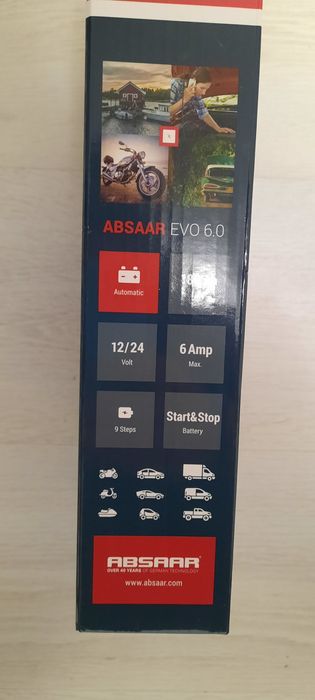 ABSAAR EVO 6.0
Automatic
12/24
Volt
6 Amp
Max.
9 Steps
Start&Stop
Battery
ABSAAR®
OVER 40 YEARS OF GERMAN TECHNOLOGY
www.absaar.com